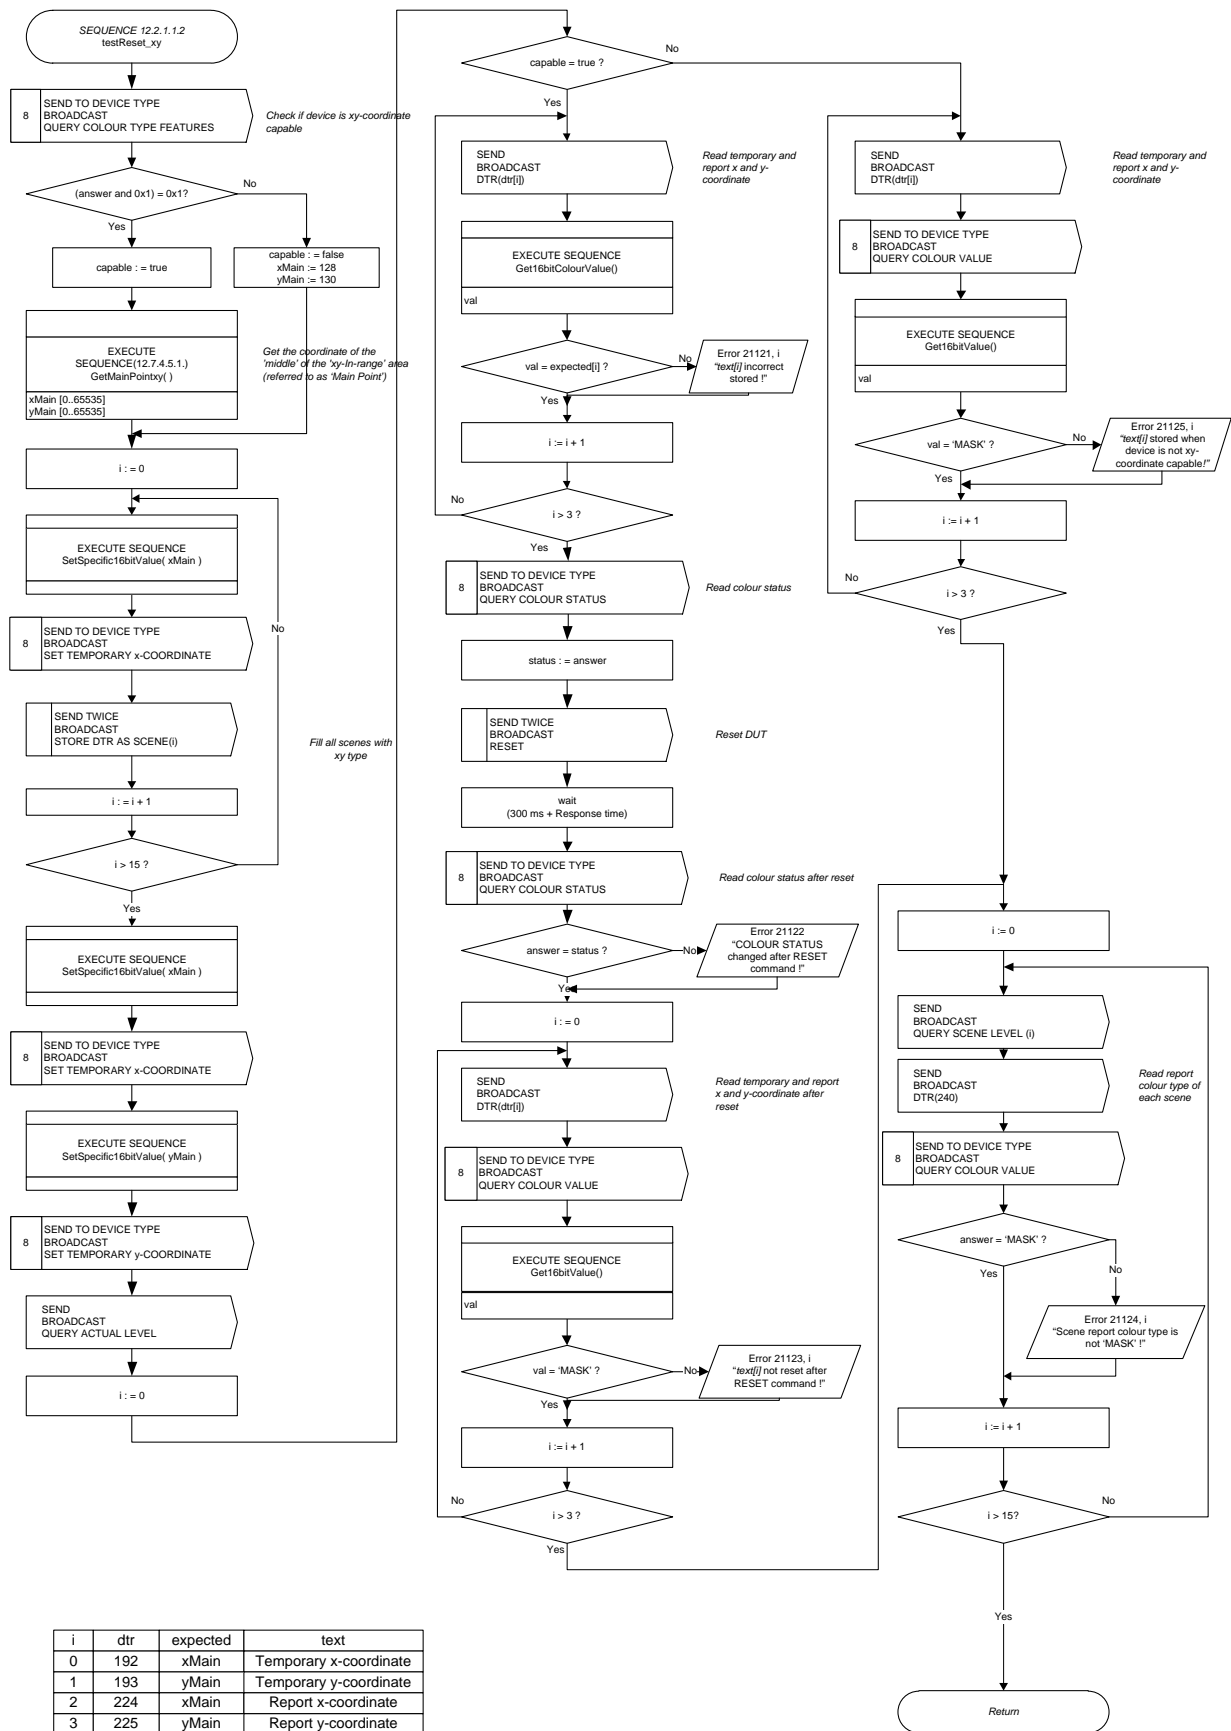 SEQUENCE 12.2.1.1.2
testReset_xy
8
SEND TO DEVICE TYPE
BROADCAST
QUERY COLOUR TYPE FEATURES
Check if device is xy-coordinate
capable
(answer and 0x1) = 0x1?
No
Yes
capable : = true
capable : = false
xMain := 128
yMain := 130
EXECUTE
SEQUENCE(12.7.4.5.1.)
GetMainPointxy( )
xMain [0..65535]
yMain [0..65535]
Get the coordinate of the
'middle' of the 'xy-In-range' area
(referred to as 'Main Point')
i : = 0
EXECUTE SEQUENCE
SetSpecific16bitValue( xMain )
8
SEND TO DEVICE TYPE
BROADCAST
SET TEMPORARY x-COORDINATE
No
SEND TWICE
BROADCAST
STORE DTR AS SCENE(i)
Fill all scenes with
xy type
i : = i + 1
i > 15 ?
Yes
EXECUTE SEQUENCE
SetSpecific16bitValue( xMain )
8
SEND TO DEVICE TYPE
BROADCAST
SET TEMPORARY x-COORDINATE
EXECUTE SEQUENCE
SetSpecific16bitValue( yMain )
8
SEND TO DEVICE TYPE
BROADCAST
SET TEMPORARY y-COORDINATE
SEND
BROADCAST
QUERY ACTUAL LEVEL
i : = 0
capable = true ?
No
Yes
SEND
BROADCAST
DTR(dtr[i])
Read temporary and
report x and y-
coordinate
EXECUTE SEQUENCE
Get16bitColourValue()
val
val = expected[i] ?
No
Error 21121, i
"text[i] incorrect
stored !"
Yes
i := i + 1
i > 3 ?
No
Yes
8
SEND TO DEVICE TYPE
BROADCAST
QUERY COLOUR STATUS
Read colour status
status : = answer
SEND TWICE
BROADCAST
RESET
Reset DUT
wait
(300 ms + Response time)
8
SEND TO DEVICE TYPE
BROADCAST
QUERY COLOUR STATUS
Read colour status after reset
answer = status ?
No
Error 21122
"COLOUR STATUS
changed after RESET
command !"
Yes
i : = 0
SEND
BROADCAST
DTR(dtr[i])
Read temporary and report
x and y-coordinate after
reset
8
SEND TO DEVICE TYPE
BROADCAST
QUERY COLOUR VALUE
EXECUTE SEQUENCE
Get16bitValue()
val
val = 'MASK' ?
No
Error 21123, i
"text[i] not reset after
RESET command !"
Yes
i := i + 1
No
i > 3 ?
Yes
SEND
BROADCAST
DTR(dtr[i])
Read temporary and
report x and y-
coordinate
8
SEND TO DEVICE TYPE
BROADCAST
QUERY COLOUR VALUE
EXECUTE SEQUENCE
Get16bitValue()
val
val = 'MASK' ?
No
Error 21125, i
"text[i] stored when
device is not xy-
coordinate capable!"
Yes
i := i + 1
No
i > 3 ?
Yes
i := 0
SEND
BROADCAST
QUERY SCENE LEVEL (i)
SEND
BROADCAST
DTR(240)
Read report
colour type of
each scene
8
SEND TO DEVICE TYPE
BROADCAST
QUERY COLOUR VALUE
answer = 'MASK' ?
Yes
No
Error 21124, i
"Scene report colour type is
not 'MASK' !"
i := i + 1
i > 15?
No
Yes
Return
i dtr expected text
0 192 xMain Temporary x-coordinate
1 193 yMain Temporary y-coordinate
2 224 xMain Report x-coordinate
3 225 yMain Report y-coordinate